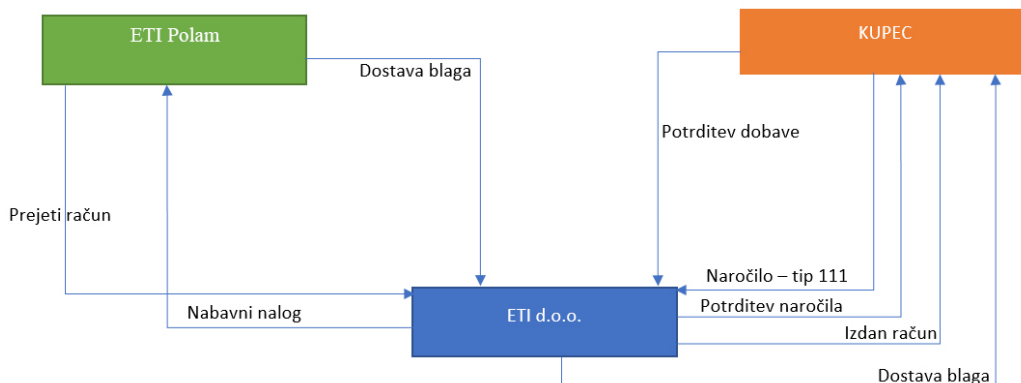 ETI Polam
KUPEC
Dostava blaga
Potrditev dobave
Prejeti račun
Naročilo – tip 111
Nabavni nalog
Potrditev naročila
ETI d.o.o.
Izdan račun
Dostava blaga